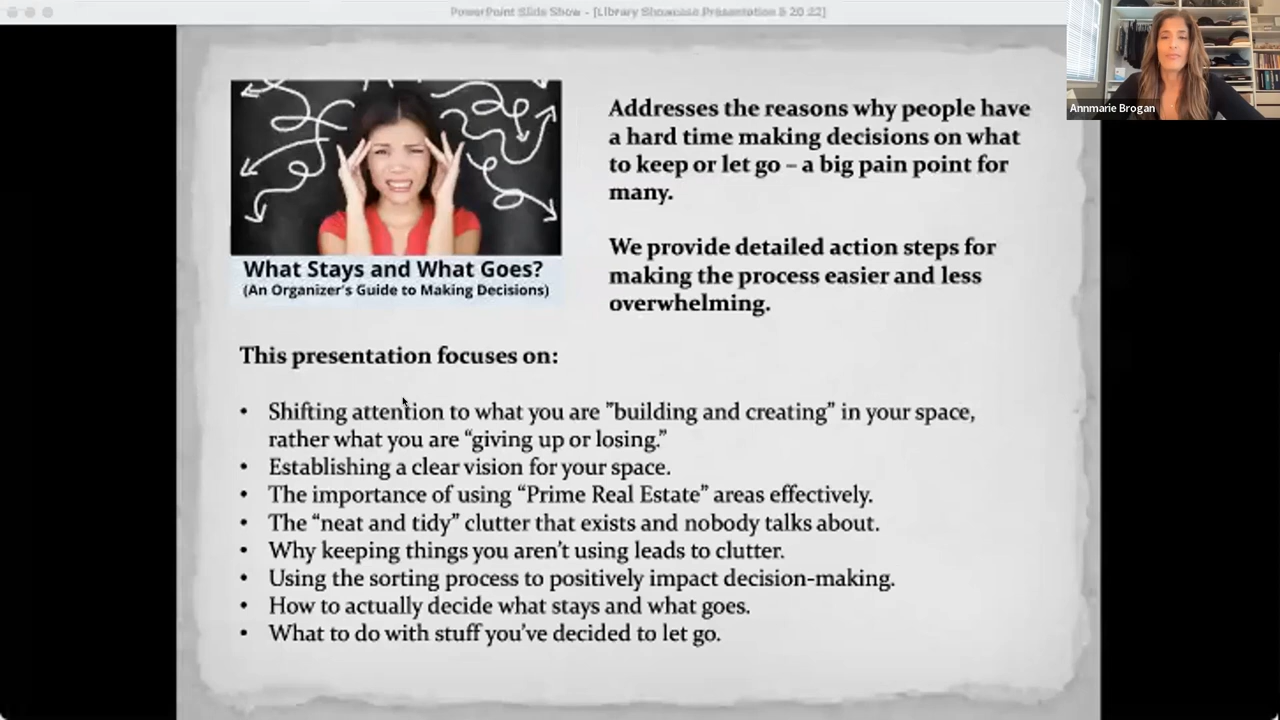 PowerPoint Slide Show - [Library Showcase Presentation 5 20 22]
Annmarie Brogan
Addresses the reasons why people have
a hard time making decisions on what
to keep or let go – a big pain point for
many.
We provide detailed action steps for
making the process easier and less
overwhelming.
What Stays and What Goes?
(An Organizer's Guide to Making Decisions)
This presentation focuses on:
• Shifting attention to what you are ”building and creating” in your space,
rather what you are “giving up or losing.”
• Establishing a clear vision for your space.
• The importance of using “Prime Real Estate” areas effectively.
• The “neat and tidy” clutter that exists and nobody talks about.
• Why keeping things you aren’t using leads to clutter.
• Using the sorting process to positively impact decision-making.
• How to actually decide what stays and what goes.
• What to do with stuff you’ve decided to let go.